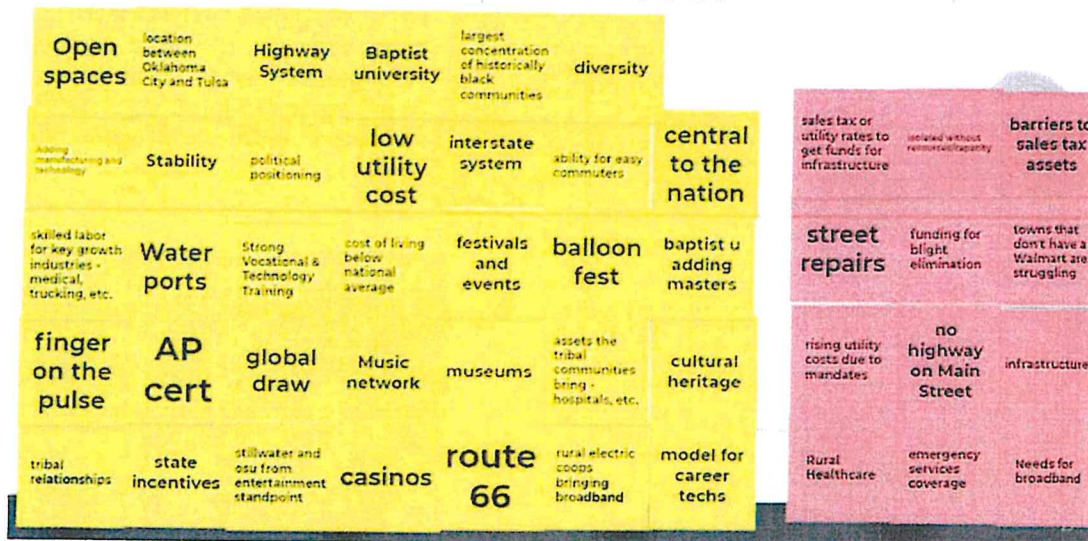 Open
spaces
location
between
Oklahoma
City and Tulsa
Highway
System
Baptist
university
largest
concentration
of historically
black
communities
diversity
Adding
manufacturing and
technology
Stability
political
positioning
low
utility
cost
interstate
system
ability for easy
commuters
central
to the
nation
skilled labor
for key growth
industries -
medical,
trucking, etc.
Water
ports
Strong
Vocational &
Technology
Training
cost of living
below
national
average
festivals
and
events
balloon
fest
baptist u
adding
masters
finger
on the
pulse
AP
cert
global
draw
Music
network
museums
assets the
tribal
communities
bring -
hospitals, etc.
cultural
heritage
tribal
relationships
state
incentives
stillwater and
osu from
entertainment
standpoint
casinos
route
66
rural electric
coops
bringing
broadband
model for
career
techs
sales tax or
utility rates to
get funds for
infrastructure
isolated without
resources/capacity
barriers to
sales tax
assets
street
repairs
funding for
blight
elimination
towns that
don't have a
Walmart are
struggling
rising utility
costs due to
mandates
no
highway
on Main
Street
infrastructure
Rural
Healthcare
emergency
services
coverage
Needs for
broadband